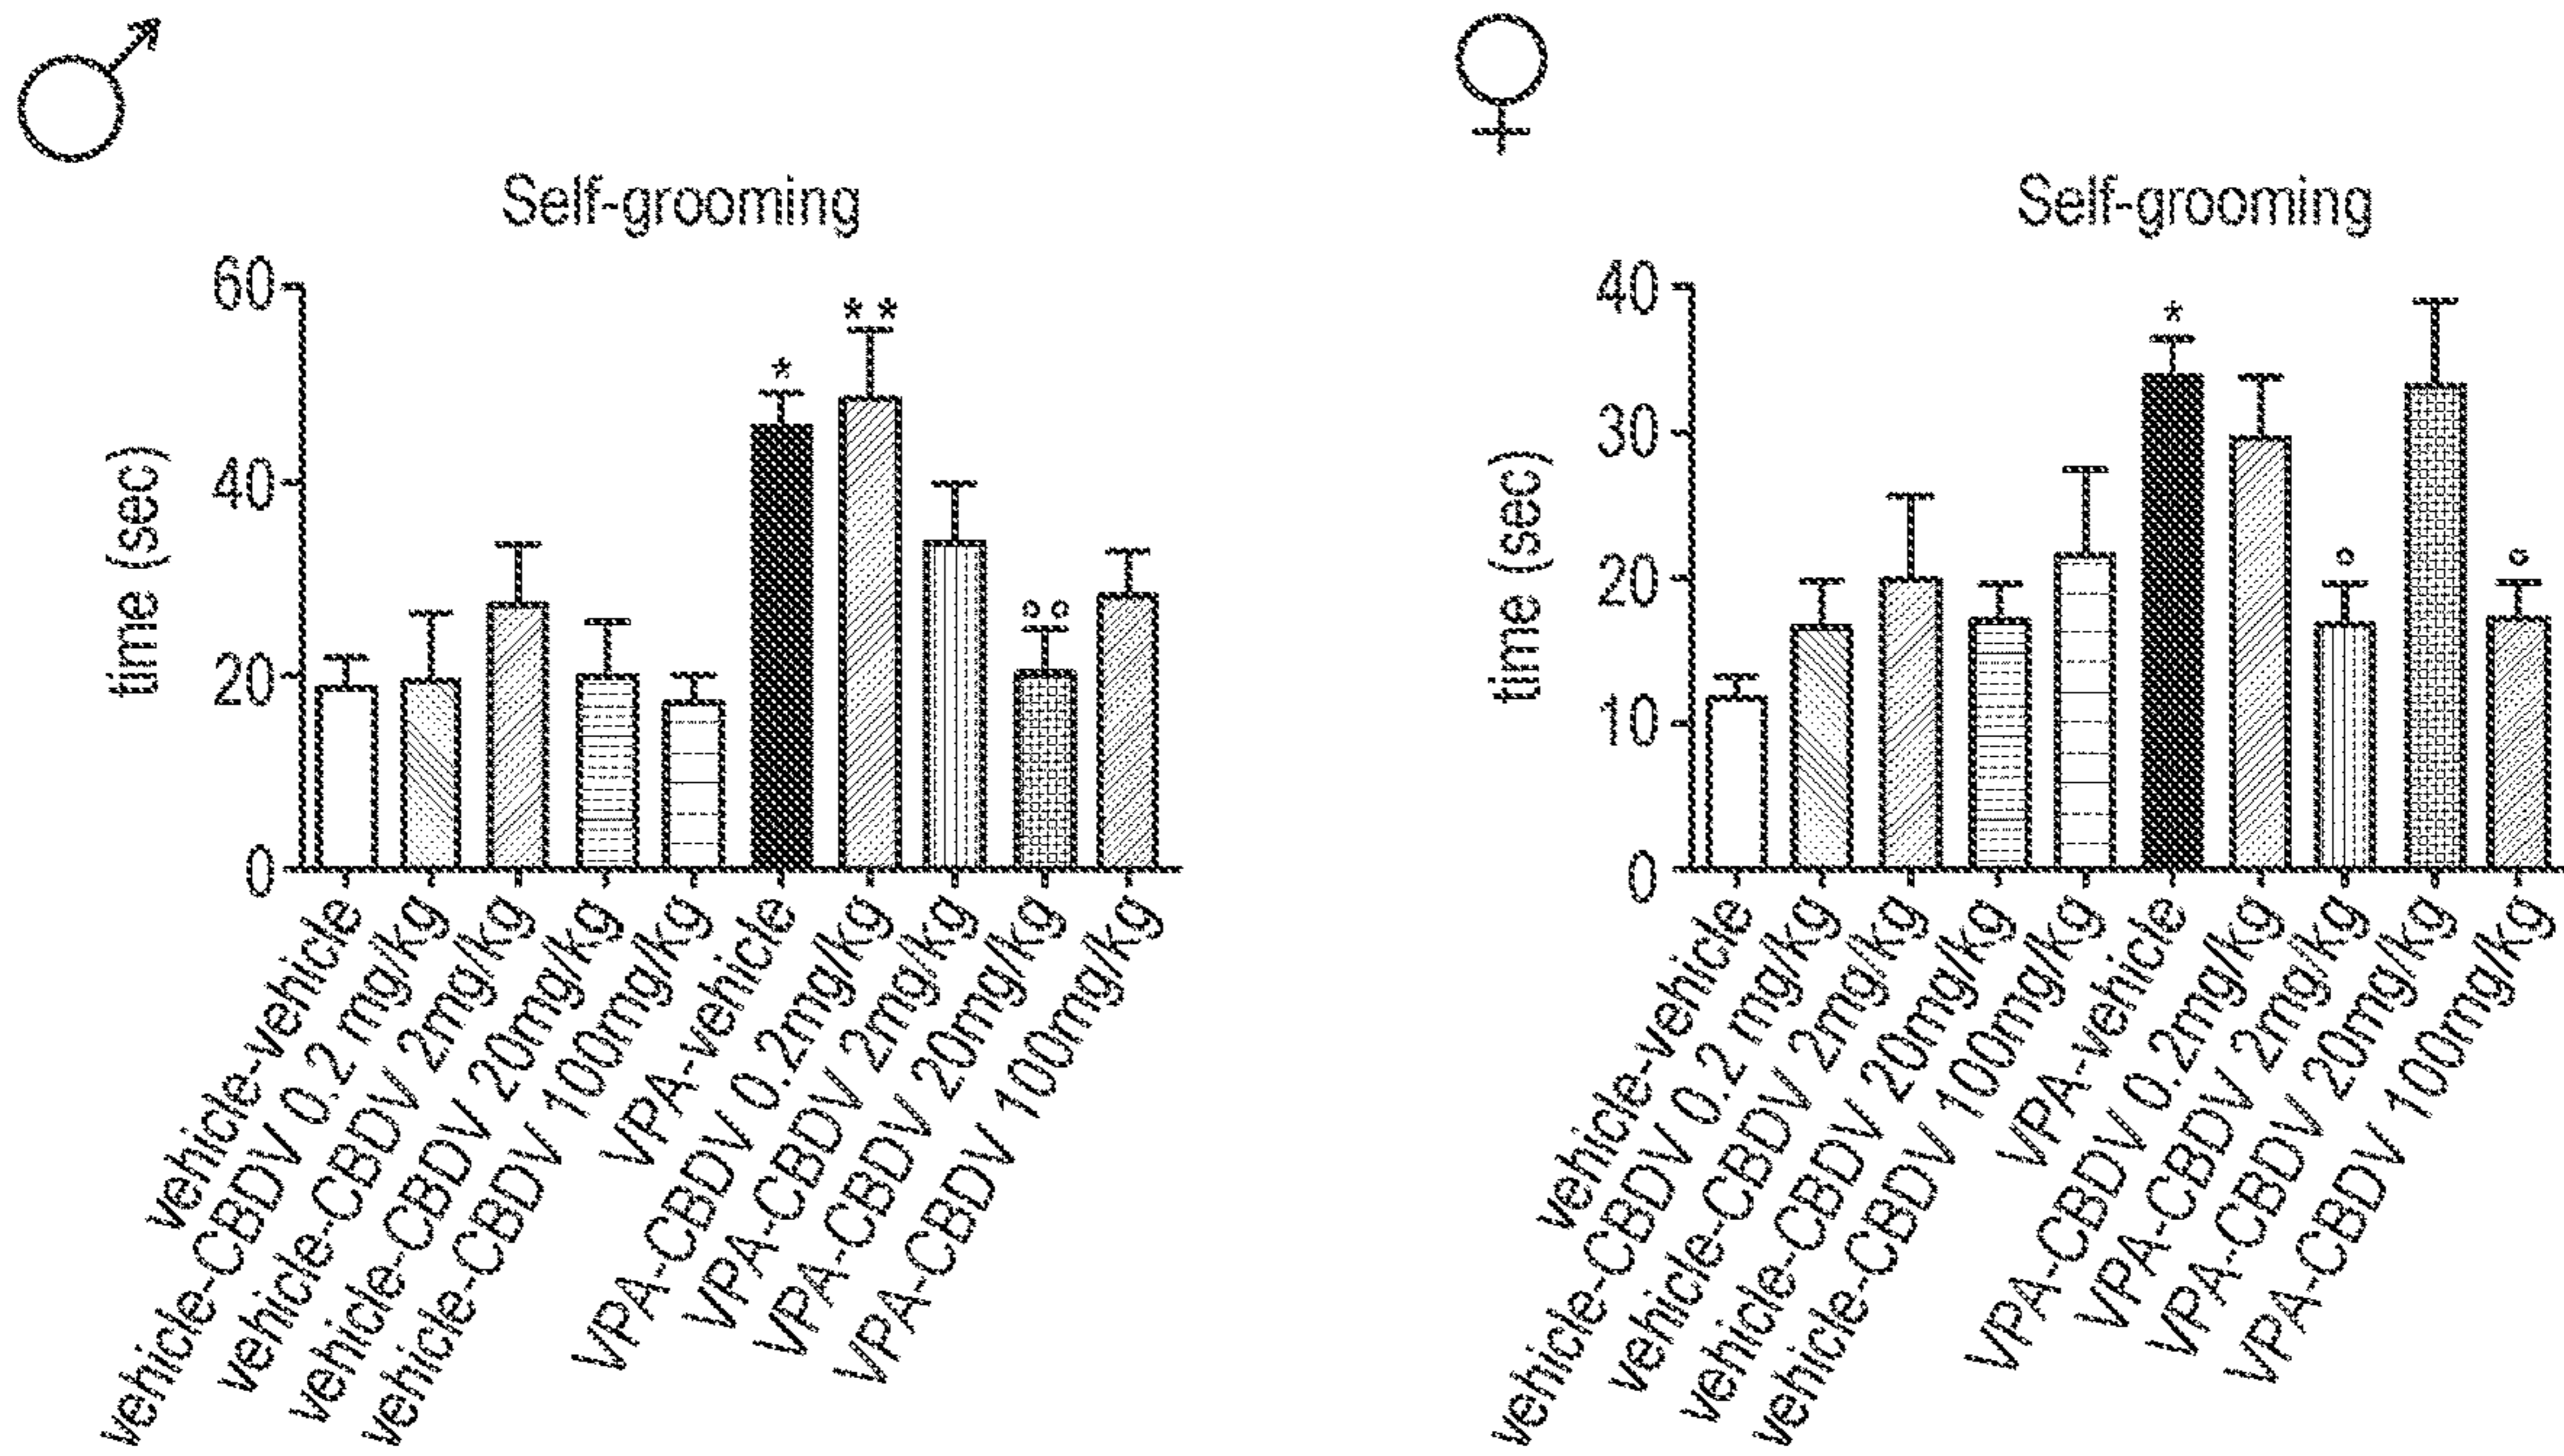 ♂
Self-grooming
time (sec)
60
40
20
0
*
**
°°
vehicle-vehicle
vehicle-CBDV 0.2 mg/kg
vehicle-CBDV 2mg/kg
vehicle-CBDV 20mg/kg
vehicle-CBDV 100mg/kg
VPA-vehicle
VPA-CBDV 0.2mg/kg
VPA-CBDV 2mg/kg
VPA-CBDV 20mg/kg
VPA-CBDV 100mg/kg
♀
Self-grooming
time (sec)
40
30
20
10
0
*
°
°
vehicle-vehicle
vehicle-CBDV 0.2 mg/kg
vehicle-CBDV 2mg/kg
vehicle-CBDV 20mg/kg
vehicle-CBDV 100mg/kg
VPA-vehicle
VPA-CBDV 0.2mg/kg
VPA-CBDV 2mg/kg
VPA-CBDV 20mg/kg
VPA-CBDV 100mg/kg